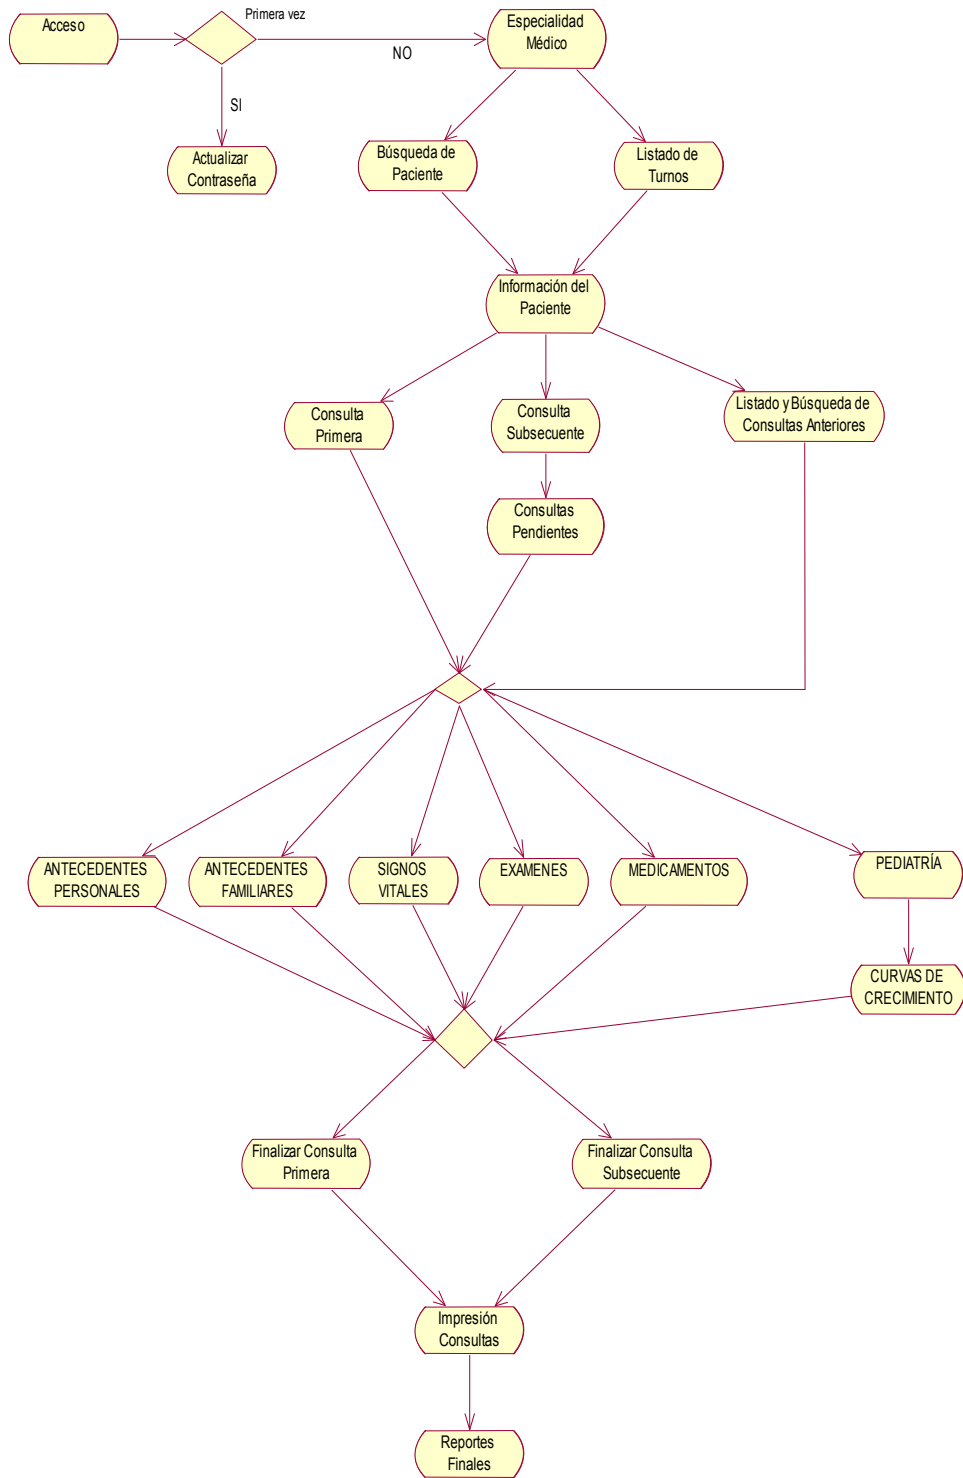 Acceso
Primera vez
NO
SI
Especialidad
Médico
Actualizar
Contraseña
Búsqueda de
Paciente
Listado de
Turnos
Información del
Paciente
Consulta
Primera
Consulta
Subsecuente
Listado y Búsqueda de
Consultas Anteriores
Consultas
Pendientes
ANTECEDENTES
PERSONALES
ANTECEDENTES
FAMILIARES
SIGNOS
VITALES
EXAMENES
MEDICAMENTOS
PEDIATRÍA
CURVAS DE
CRECIMIENTO
Finalizar Consulta
Primera
Finalizar Consulta
Subsecuente
Impresión
Consultas
Reportes
Finales